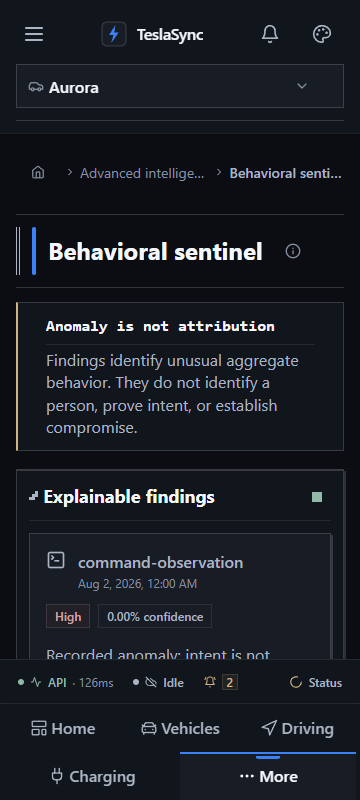 TeslaSync
Aurora
Advanced intellige... Behavioral senti...
Behavioral sentinel
Anomaly is not attribution
Findings identify unusual aggregate
behavior. They do not identify a
person, prove intent, or establish
compromise.
Explainable findings
command-observation
Aug 2, 2026, 12:00 AM
High 0.00% confidence
Recorded anomaly: intent is not
API · 126ms Idle 2 Status
Home Vehicles Driving
Charging More